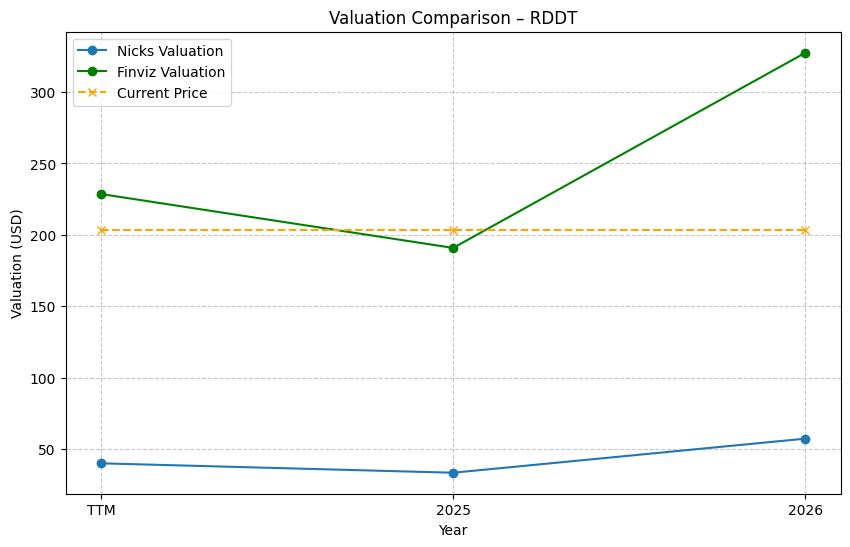 Valuation Comparison – RDDT
Nicks Valuation
Finviz Valuation
Current Price
Valuation (USD)
300
250
200
150
100
50
TTM
2025
2026
Year